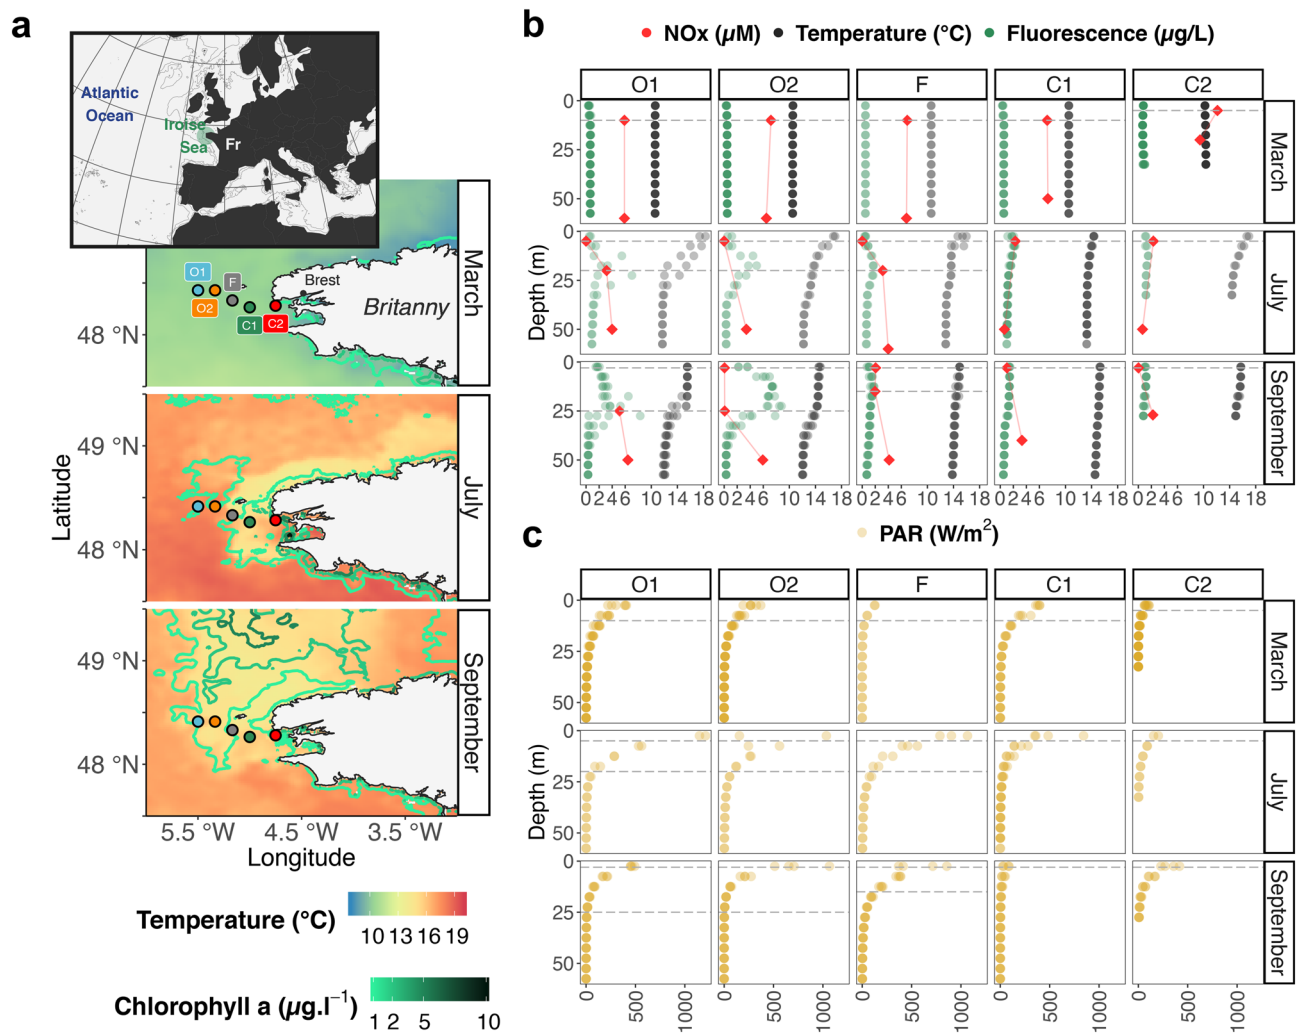 a
Atlantic
Ocean
Iroise
Sea
Fr
March
O1
F
O2
C1
C2
Brest
Britanny
48 °N
July
49 °N
48 °N
Latitude
September
49 °N
48 °N
5.5 °W 4.5 °W 3.5 °W
Longitude
Temperature (°C)
10 13 16 19
Chlorophyll a (µg.l⁻¹)
1 2 5 10
b
NOx (µM) Temperature (°C) Fluorescence (µg/L)
O1 O2 F C1 C2
0
25
50
March
0
25
50
July
Depth (m)
0
25
50
September
0 2 4 6 10 14 18 0 2 4 6 10 14 18 0 2 4 6 10 14 18 0 2 4 6 10 14 18 0 2 4 6 10 14 18
c
PAR (W/m²)
O1 O2 F C1 C2
0
25
50
March
0
25
50
July
Depth (m)
0
25
50
September
0 500 1000 0 500 1000 0 500 1000 0 500 1000 0 500 1000